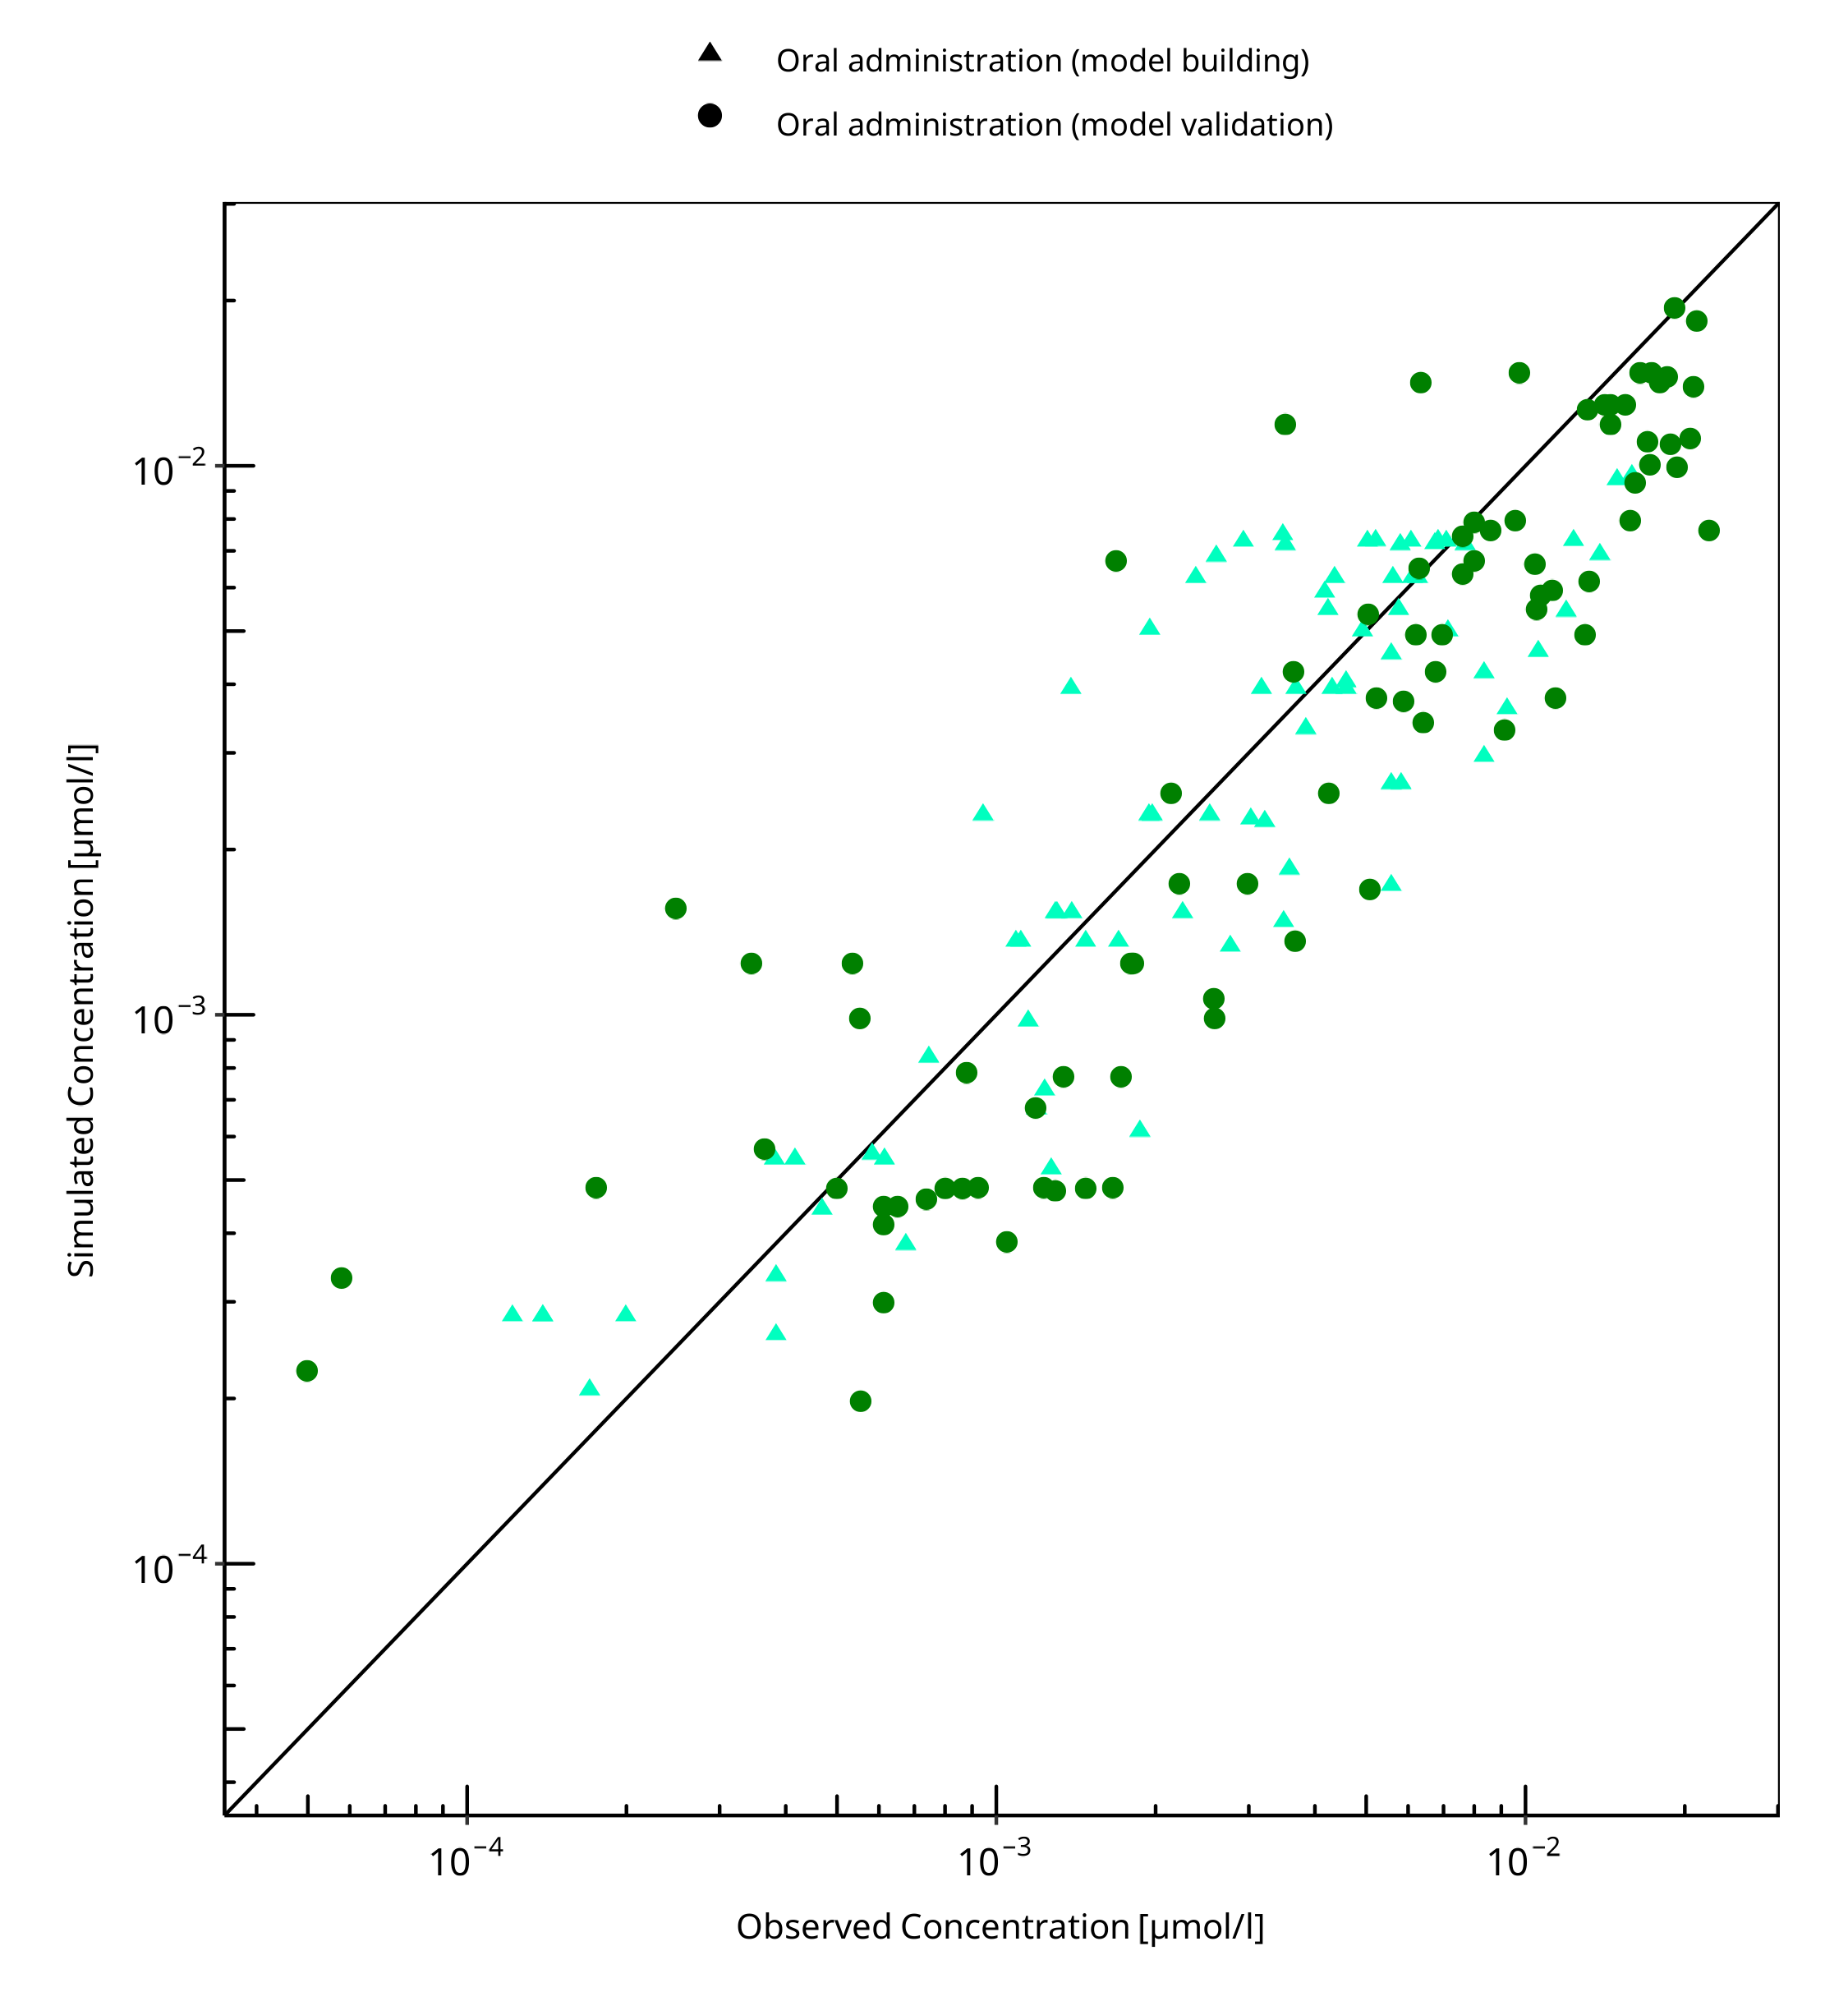 Oral administration (model building)
Oral administration (model validation)
Simulated Concentration [µmol/l]
10⁻²
10⁻³
10⁻⁴
10⁻⁴ 10⁻³ 10⁻²
Observed Concentration [µmol/l]